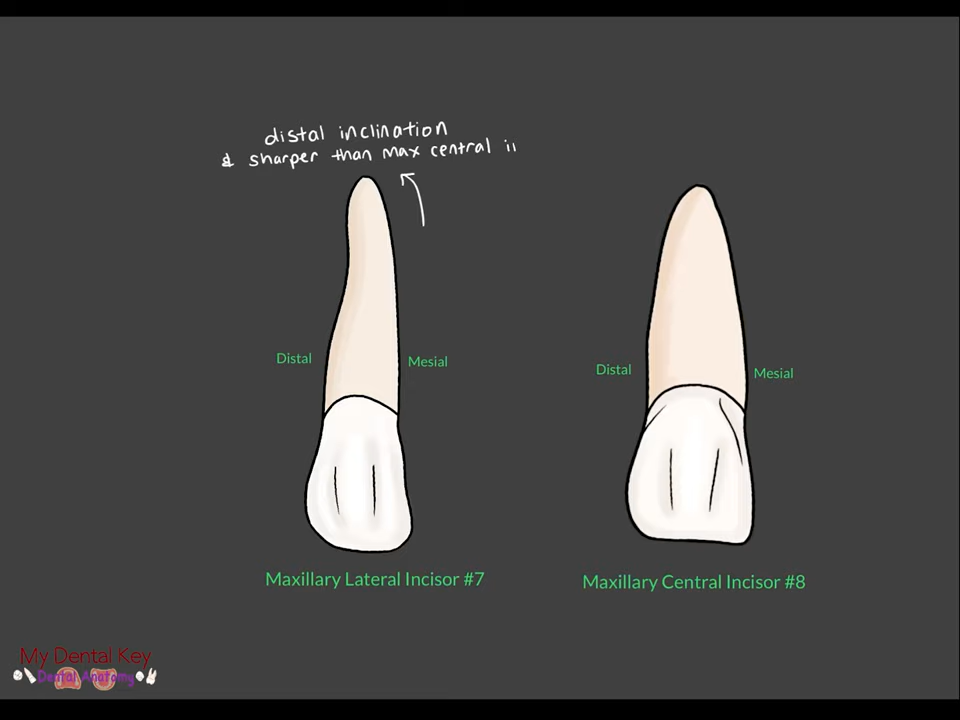 distal inclination
& sharper than max central
Distal
Mesial
Distal
Mesial
Maxillary Lateral Incisor #7
Maxillary Central Incisor #8
My Dental Key
Dental Anatomy